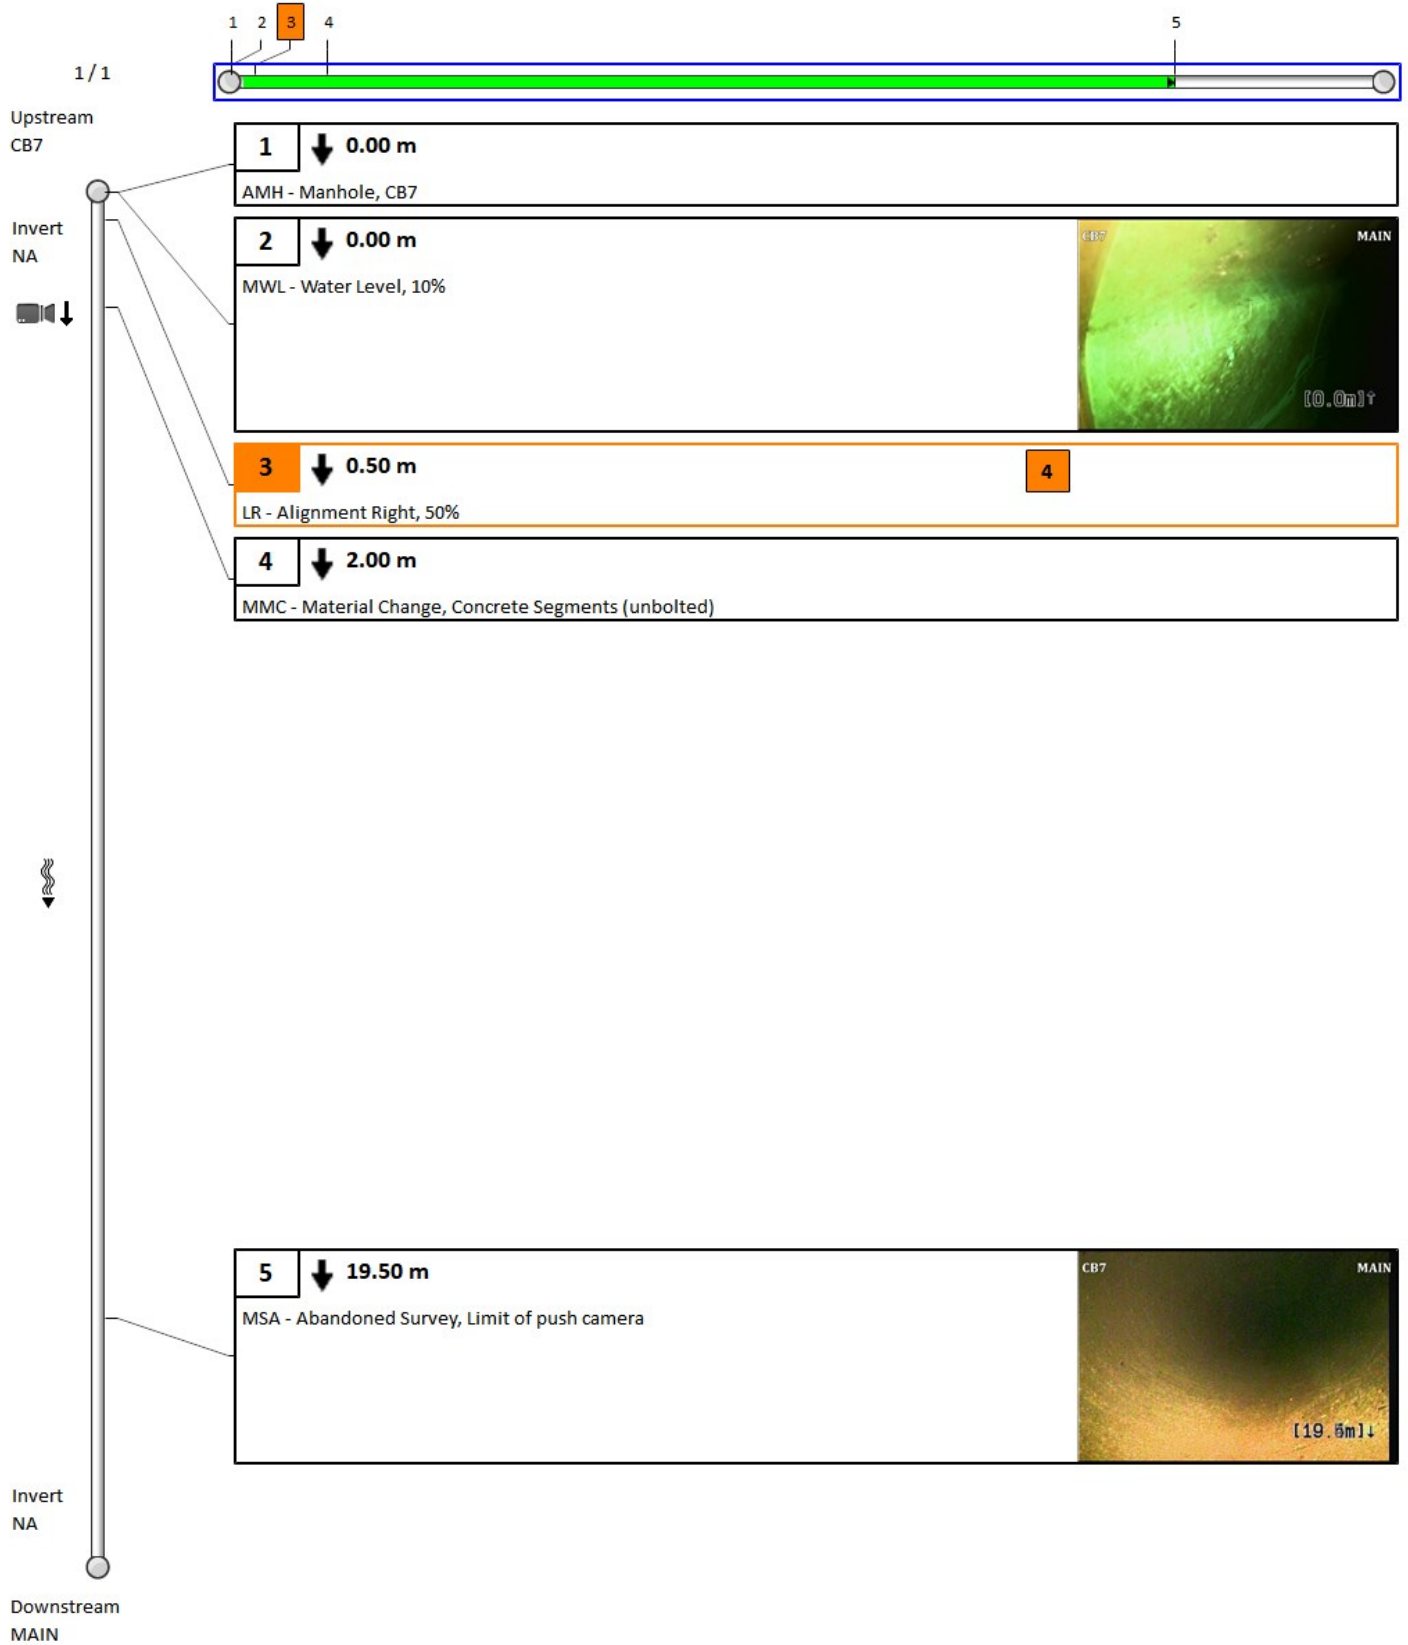 1 2 3 4 5
1 / 1
Upstream
CB7
1 0.00 m
AMH - Manhole, CB7
Invert
NA
2 0.00 m
MWL - Water Level, 10%
CB7 MAIN
[0.0m]↑
3 0.50 m 4
LR - Alignment Right, 50%
4 2.00 m
MMC - Material Change, Concrete Segments (unbolted)
5 19.50 m
MSA - Abandoned Survey, Limit of push camera
CB7 MAIN
Invert
NA
Downstream
MAIN